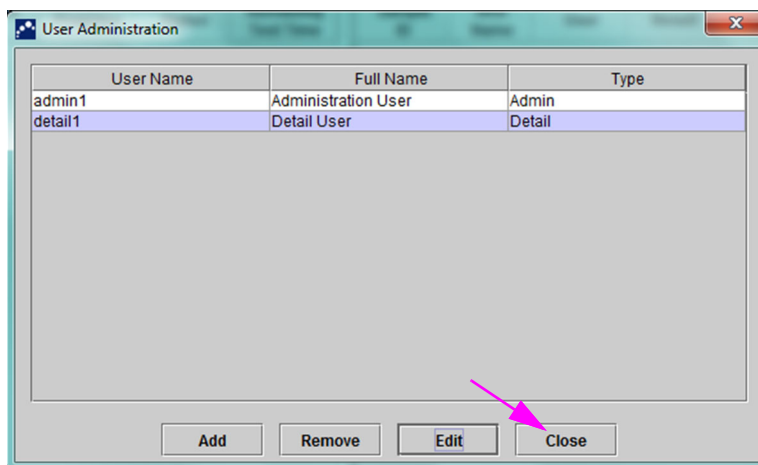 User Administration
User Name Full Name Type
admin1 Administration User Admin
detail1 Detail User Detail
Add Remove Edit Close